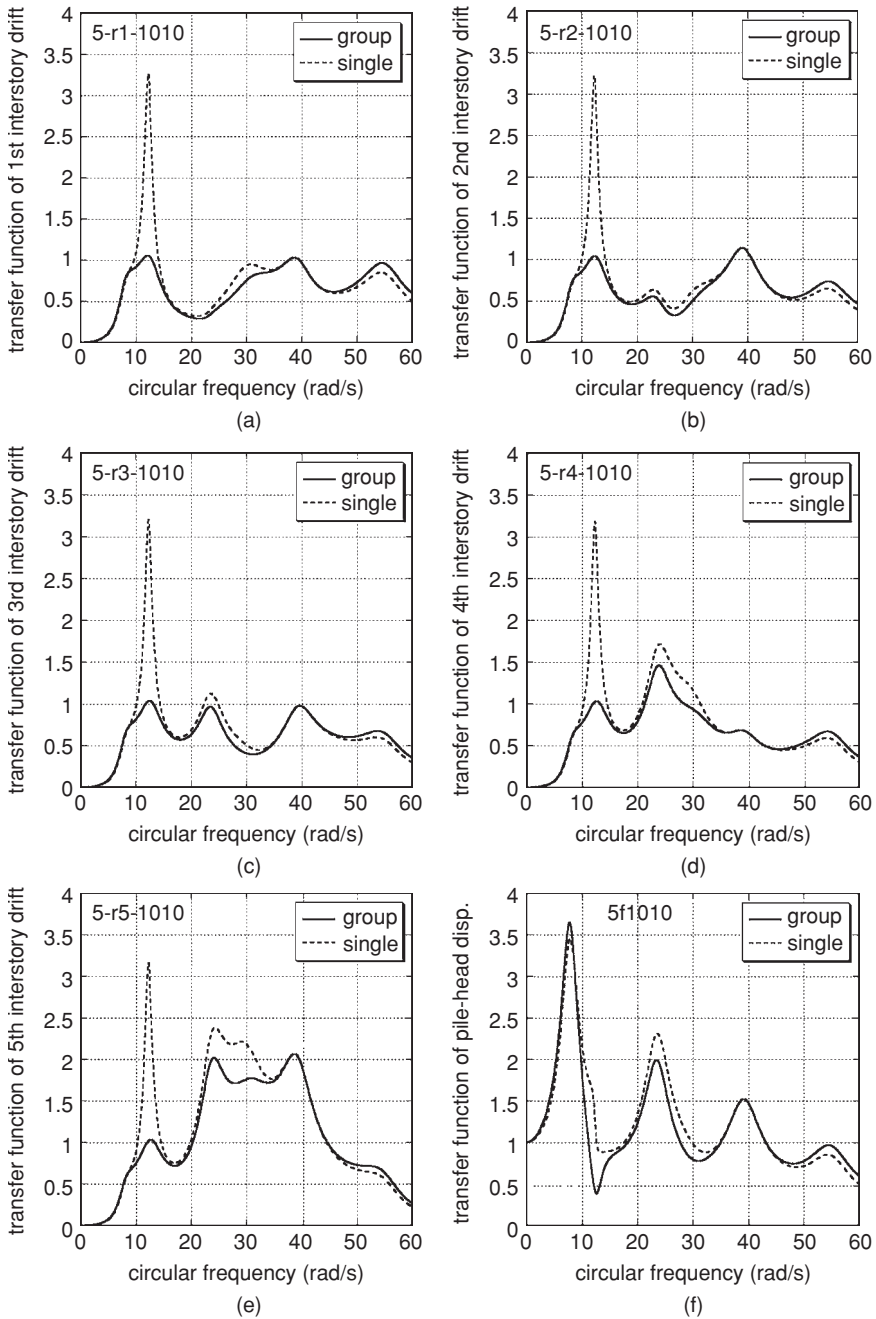 transfer function of 1st interstory drift
4
3.5
3
2.5
2
1.5
1
0.5
0
5-r1-1010
group
single
0 10 20 30 40 50 60
circular frequency (rad/s)
(a)
transfer function of 2nd interstory drift
4
3.5
3
2.5
2
1.5
1
0.5
0
5-r2-1010
group
single
0 10 20 30 40 50 60
circular frequency (rad/s)
(b)
transfer function of 3rd interstory drift
4
3.5
3
2.5
2
1.5
1
0.5
0
5-r3-1010
group
single
0 10 20 30 40 50 60
circular frequency (rad/s)
(c)
transfer function of 4th interstory drift
4
3.5
3
2.5
2
1.5
1
0.5
0
5-r4-1010
group
single
0 10 20 30 40 50 60
circular frequency (rad/s)
(d)
transfer function of 5th interstory drift
4
3.5
3
2.5
2
1.5
1
0.5
0
5-r5-1010
group
single
0 10 20 30 40 50 60
circular frequency (rad/s)
(e)
transfer function of pile-head disp.
4
3.5
3
2.5
2
1.5
1
0.5
0
5f1010
group
single
0 10 20 30 40 50 60
circular frequency (rad/s)
(f)